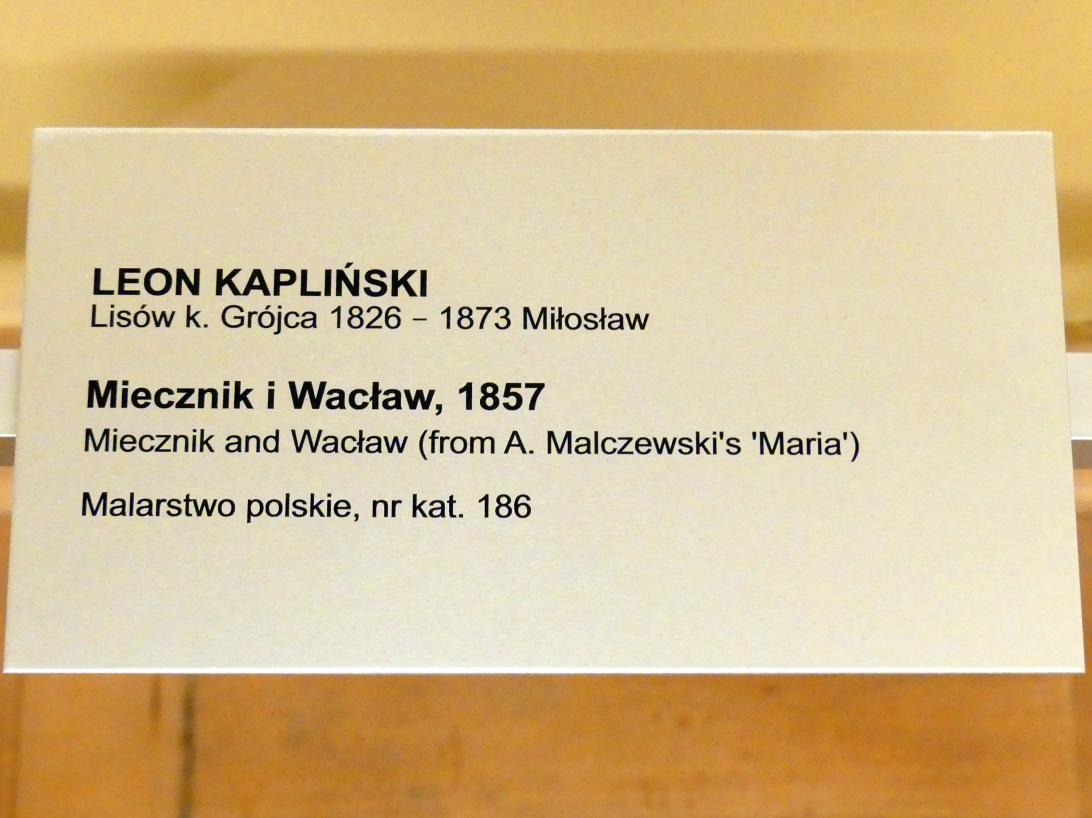 LEON KAPLIŃSKI
Lisów k. Grójca 1826 – 1873 Miłosław
Miecznik i Wacław, 1857
Miecznik and Wacław (from A. Malczewski's 'Maria')
Malarstwo polskie, nr kat. 186